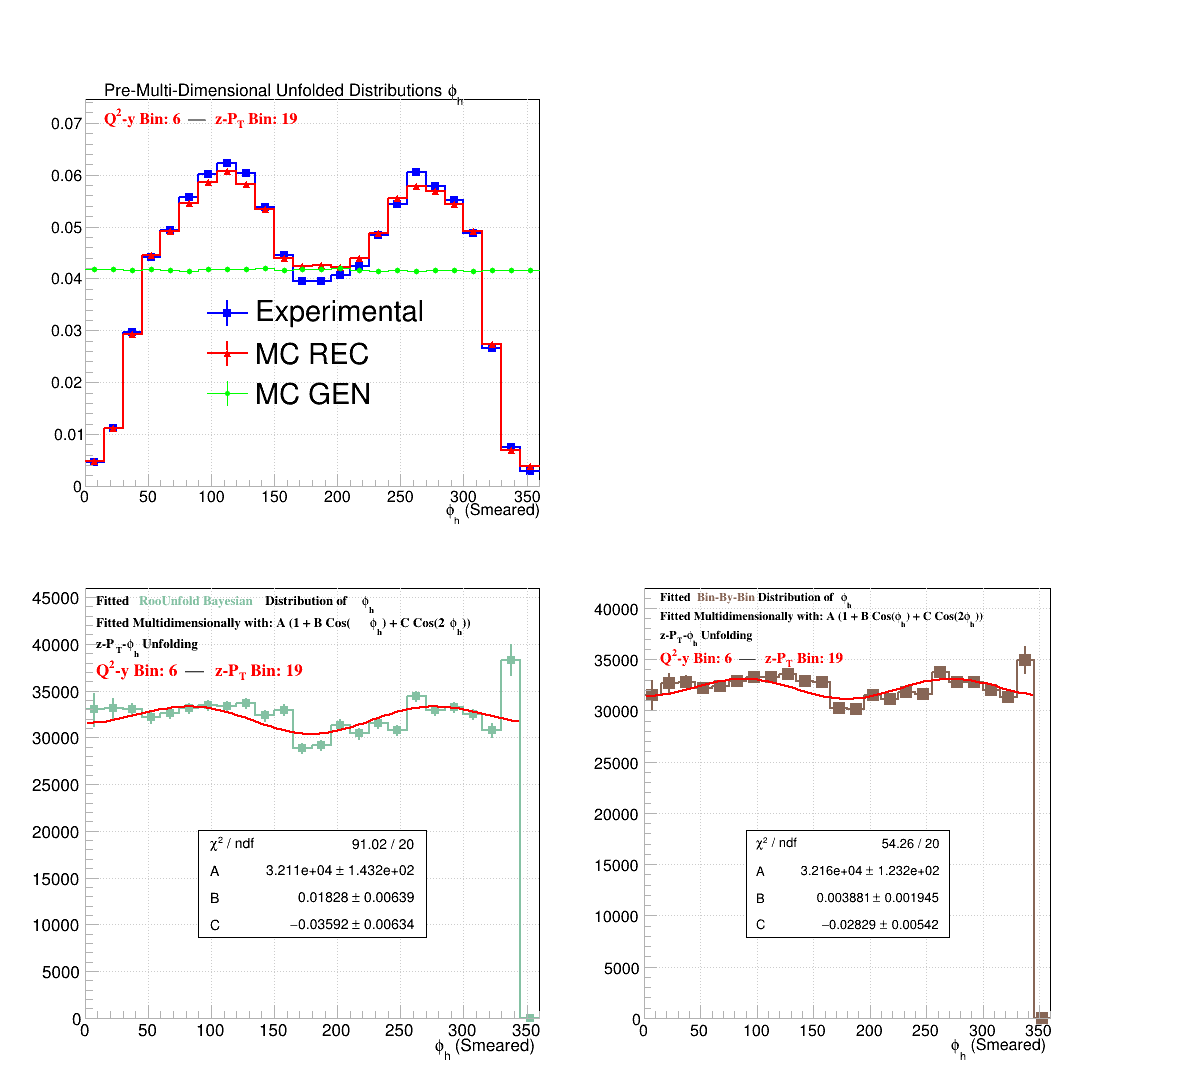 Pre-Multi-Dimensional Unfolded Distributions ϕh
Q2-y Bin: 6 — z-PT Bin: 19
0.07
0.06
0.05
0.04
0.03
0.02
0.01
0
Experimental
MC REC
MC GEN
0 50 100 150 200 250 300 350
ϕh (Smeared)
Fitted RooUnfold Bayesian Distribution of ϕh
Fitted Multidimensionally with: A (1 + B Cos( ϕh) + C Cos(2 ϕh))
z-PT-ϕh Unfolding
Q2-y Bin: 6 — z-PT Bin: 19
45000
40000
35000
30000
25000
20000
15000
10000
5000
0
χ2 / ndf 91.02 / 20
A 3.211e+04 ± 1.432e+02
B 0.01828 ± 0.00639
C −0.03592 ± 0.00634
0 50 100 150 200 250 300 350
ϕh (Smeared)
Fitted Bin-By-Bin Distribution of ϕh
Fitted Multidimensionally with: A (1 + B Cos(ϕh) + C Cos(2ϕh))
z-PT-ϕh Unfolding
Q2-y Bin: 6 — z-PT Bin: 19
40000
35000
30000
25000
20000
15000
10000
5000
0
χ2 / ndf 54.26 / 20
A 3.216e+04 ± 1.232e+02
B 0.003881 ± 0.001945
C −0.02829 ± 0.00542
0 50 100 150 200 250 300 350
ϕh (Smeared)